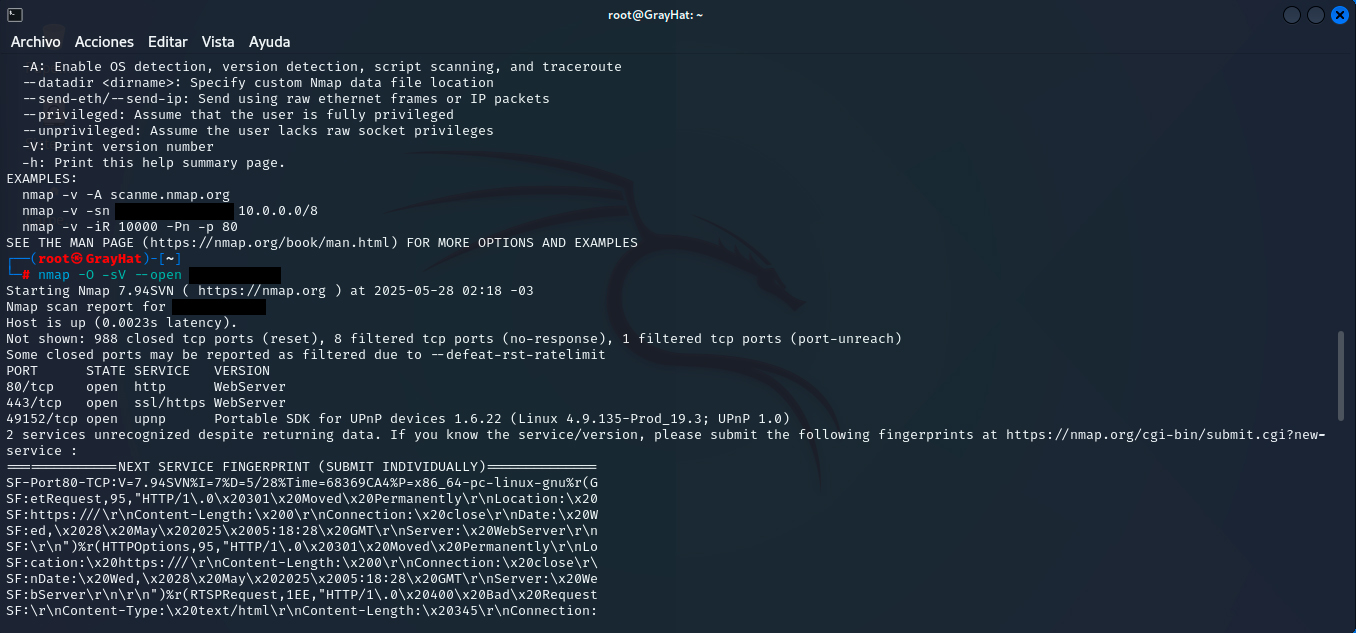 root@GrayHat: ~
Archivo Acciones Editar Vista Ayuda
-A: Enable OS detection, version detection, script scanning, and traceroute
--datadir <dirname>: Specify custom Nmap data file location
--send-eth/--send-ip: Send using raw ethernet frames or IP packets
--privileged: Assume that the user is fully privileged
--unprivileged: Assume the user lacks raw socket privileges
-V: Print version number
-h: Print this help summary page.
EXAMPLES:
nmap -v -A scanme.nmap.org
nmap -v -sn 10.0.0.0/8
nmap -v -iR 10000 -Pn -p 80
SEE THE MAN PAGE (https://nmap.org/book/man.html) FOR MORE OPTIONS AND EXAMPLES
┌──(root㉿GrayHat)-[~]
└─# nmap -O -sV --open
Starting Nmap 7.94SVN ( https://nmap.org ) at 2025-05-28 02:18 -03
Nmap scan report for
Host is up (0.0023s latency).
Not shown: 988 closed tcp ports (reset), 8 filtered tcp ports (no-response), 1 filtered tcp ports (port-unreach)
Some closed ports may be reported as filtered due to --defeat-rst-ratelimit
PORT      STATE SERVICE   VERSION
80/tcp    open  http      WebServer
443/tcp   open  ssl/https WebServer
49152/tcp open  upnp      Portable SDK for UPnP devices 1.6.22 (Linux 4.9.135-Prod_19.3; UPnP 1.0)
2 services unrecognized despite returning data. If you know the service/version, please submit the following fingerprints at https://nmap.org/cgi-bin/submit.cgi?new-
service :
==============NEXT SERVICE FINGERPRINT (SUBMIT INDIVIDUALLY)==============
SF-Port80-TCP:V=7.94SVN%I=7%D=5/28%Time=68369CA4%P=x86_64-pc-linux-gnu%r(G
SF:etRequest,95,"HTTP/1\.0\x20301\x20Moved\x20Permanently\r\nLocation:\x20
SF:https:///\r\nContent-Length:\x200\r\nConnection:\x20close\r\nDate:\x20W
SF:ed,\x2028\x20May\x202025\x2005:18:28\x20GMT\r\nServer:\x20WebServer\r\n
SF:\r\n")%r(HTTPOptions,95,"HTTP/1\.0\x20301\x20Moved\x20Permanently\r\nLo
SF:cation:\x20https:///\r\nContent-Length:\x200\r\nConnection:\x20close\r\
SF:nDate:\x20Wed,\x2028\x20May\x202025\x2005:18:28\x20GMT\r\nServer:\x20We
SF:bServer\r\n\r\n")%r(RTSPRequest,1EE,"HTTP/1\.0\x20400\x20Bad\x20Request
SF:\r\nContent-Type:\x20text/html\r\nContent-Length:\x20345\r\nConnection: